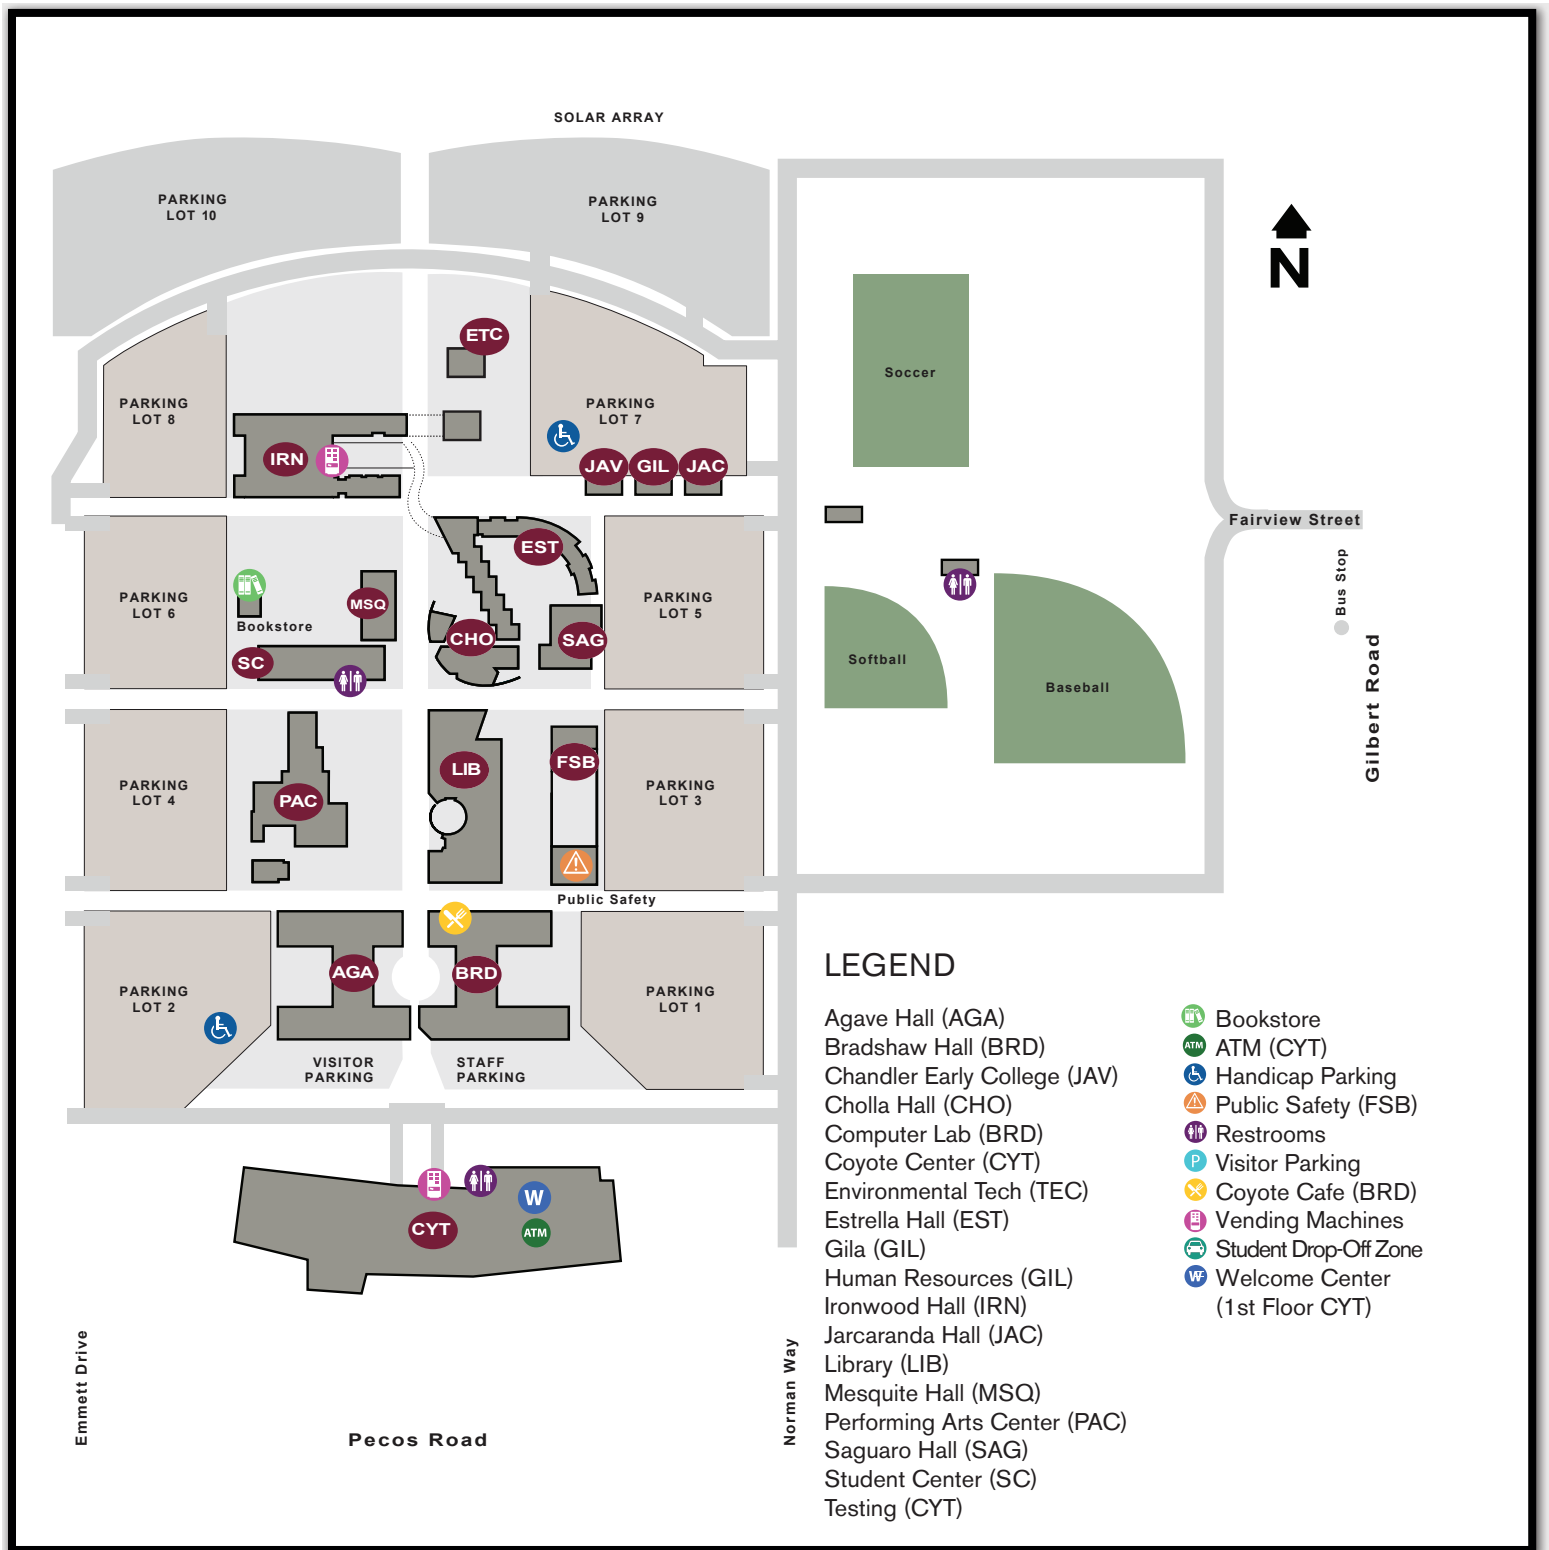 SOLAR ARRAY
PARKING
LOT 10
PARKING
LOT 9
N
ETC
PARKING
LOT 8
PARKING
LOT 7
Soccer
IRN
JAV
GIL
JAC
Fairview Street
EST
Bus Stop
PARKING
LOT 6
Bookstore
MSQ
PARKING
LOT 5
CHO
SAG
SC
Softball
Baseball
Gilbert Road
PARKING
LOT 4
PAC
LIB
FSB
PARKING
LOT 3
Public Safety
PARKING
LOT 2
AGA
BRD
PARKING
LOT 1
VISITOR
PARKING
STAFF
PARKING
W
CYT
ATM
Emmett Drive
Pecos Road
Norman Way
LEGEND
Agave Hall (AGA)
Bradshaw Hall (BRD)
Chandler Early College (JAV)
Cholla Hall (CHO)
Computer Lab (BRD)
Coyote Center (CYT)
Environmental Tech (TEC)
Estrella Hall (EST)
Gila (GIL)
Human Resources (GIL)
Ironwood Hall (IRN)
Jarcaranda Hall (JAC)
Library (LIB)
Mesquite Hall (MSQ)
Performing Arts Center (PAC)
Saguaro Hall (SAG)
Student Center (SC)
Testing (CYT)
Bookstore
ATM ATM (CYT)
Handicap Parking
Public Safety (FSB)
Restrooms
P Visitor Parking
Coyote Cafe (BRD)
Vending Machines
Student Drop-Off Zone
W Welcome Center
(1st Floor CYT)